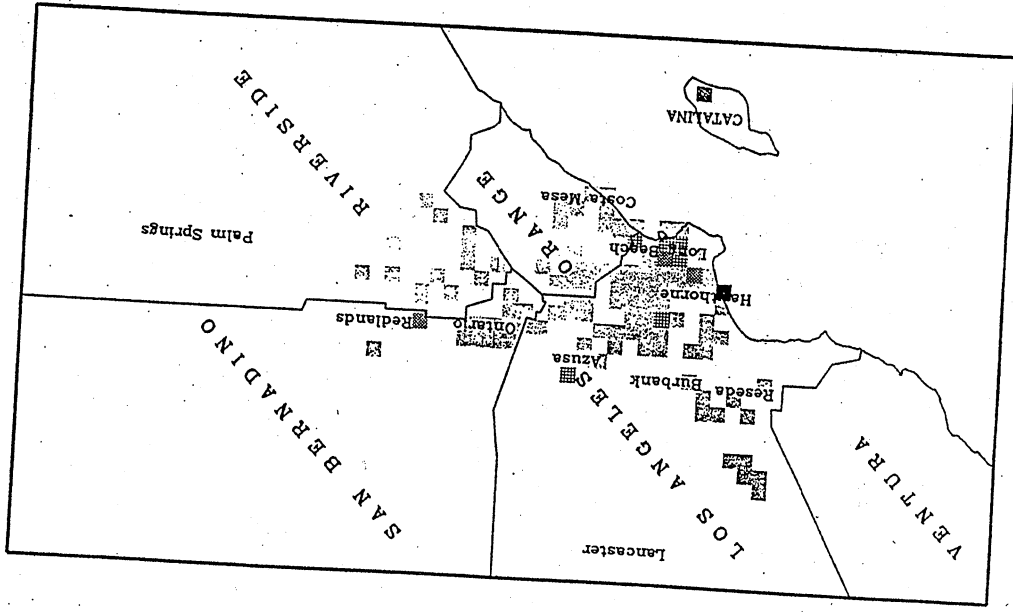 VENTURA
LOS ANGELES
Lancaster
SAN BERNADINO
Reseda
Burbank
Azusa
Ontario
Redlands
Hawthorne
Long
Beach
Palm Springs
Costa Mesa
ORANGE
RIVERSIDE
CATALINA